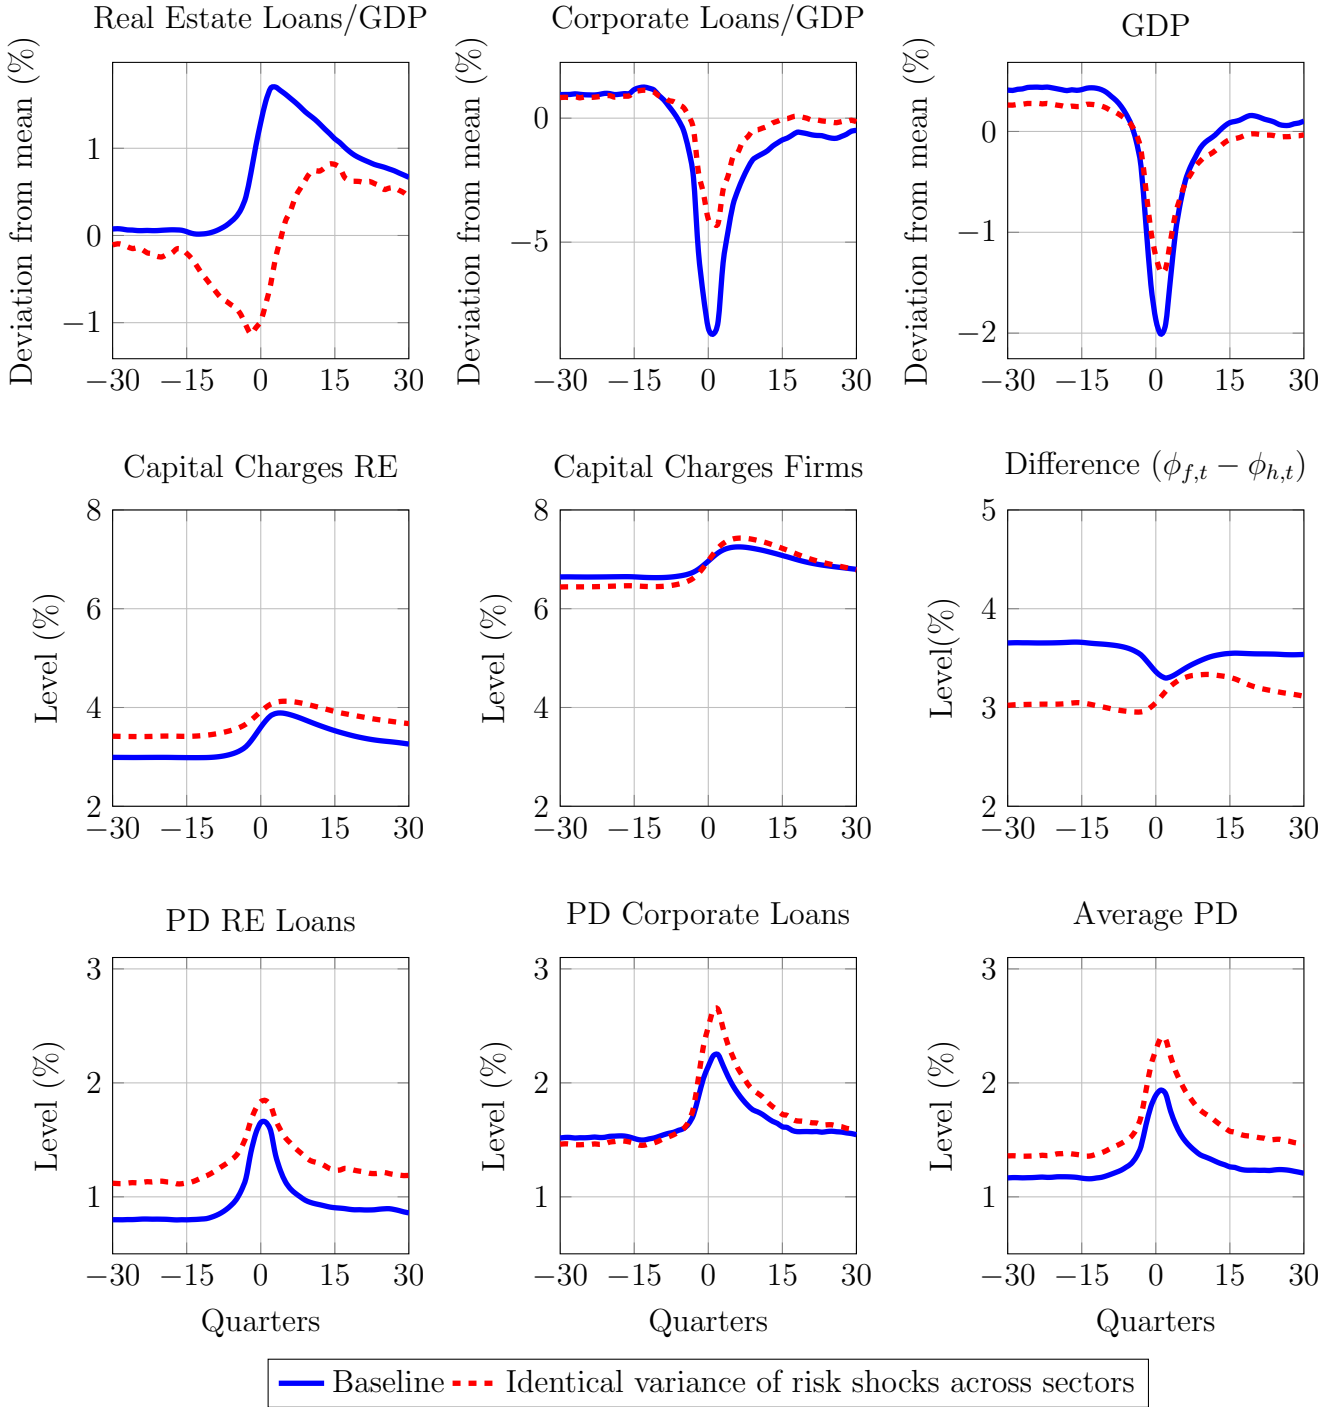 Real Estate Loans/GDP
Deviation from mean (%)
1
0
−1
−30 −15 0 15 30
Corporate Loans/GDP
Deviation from mean (%)
0
−5
−30 −15 0 15 30
GDP
Deviation from mean (%)
0
−1
−2
−30 −15 0 15 30
Capital Charges RE
Level (%)
8
6
4
2
−30 −15 0 15 30
Capital Charges Firms
Level (%)
8
6
4
2
−30 −15 0 15 30
Difference (ϕf,t − ϕh,t)
Level(%)
5
4
3
2
−30 −15 0 15 30
PD RE Loans
Level (%)
3
2
1
−30 −15 0 15 30
Quarters
PD Corporate Loans
Level (%)
3
2
1
−30 −15 0 15 30
Quarters
Average PD
Level (%)
3
2
1
−30 −15 0 15 30
Quarters
Baseline Identical variance of risk shocks across sectors